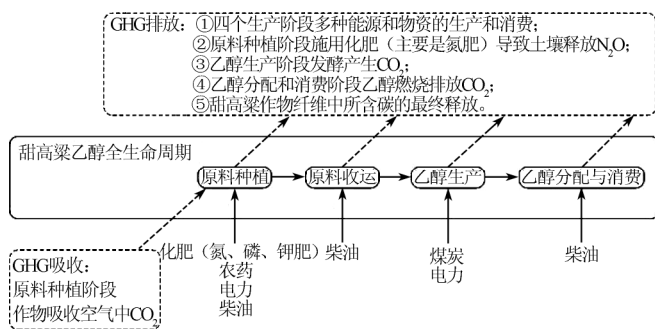 GHG排放：①四个生产阶段多种能源和物资的生产和消费；
②原料种植阶段施用化肥（主要是氮肥）导致土壤释放N2O；
③乙醇生产阶段发酵产生CO2；
④乙醇分配和消费阶段乙醇燃烧排放CO2；
⑤甜高粱作物纤维中所含碳的最终释放。
甜高粱乙醇全生命周期
原料种植
原料收运
乙醇生产
乙醇分配与消费
化肥（氮、磷、钾肥）
农药
电力
柴油
柴油
煤炭
电力
柴油
GHG吸收：
原料种植阶段
作物吸收空气中CO2